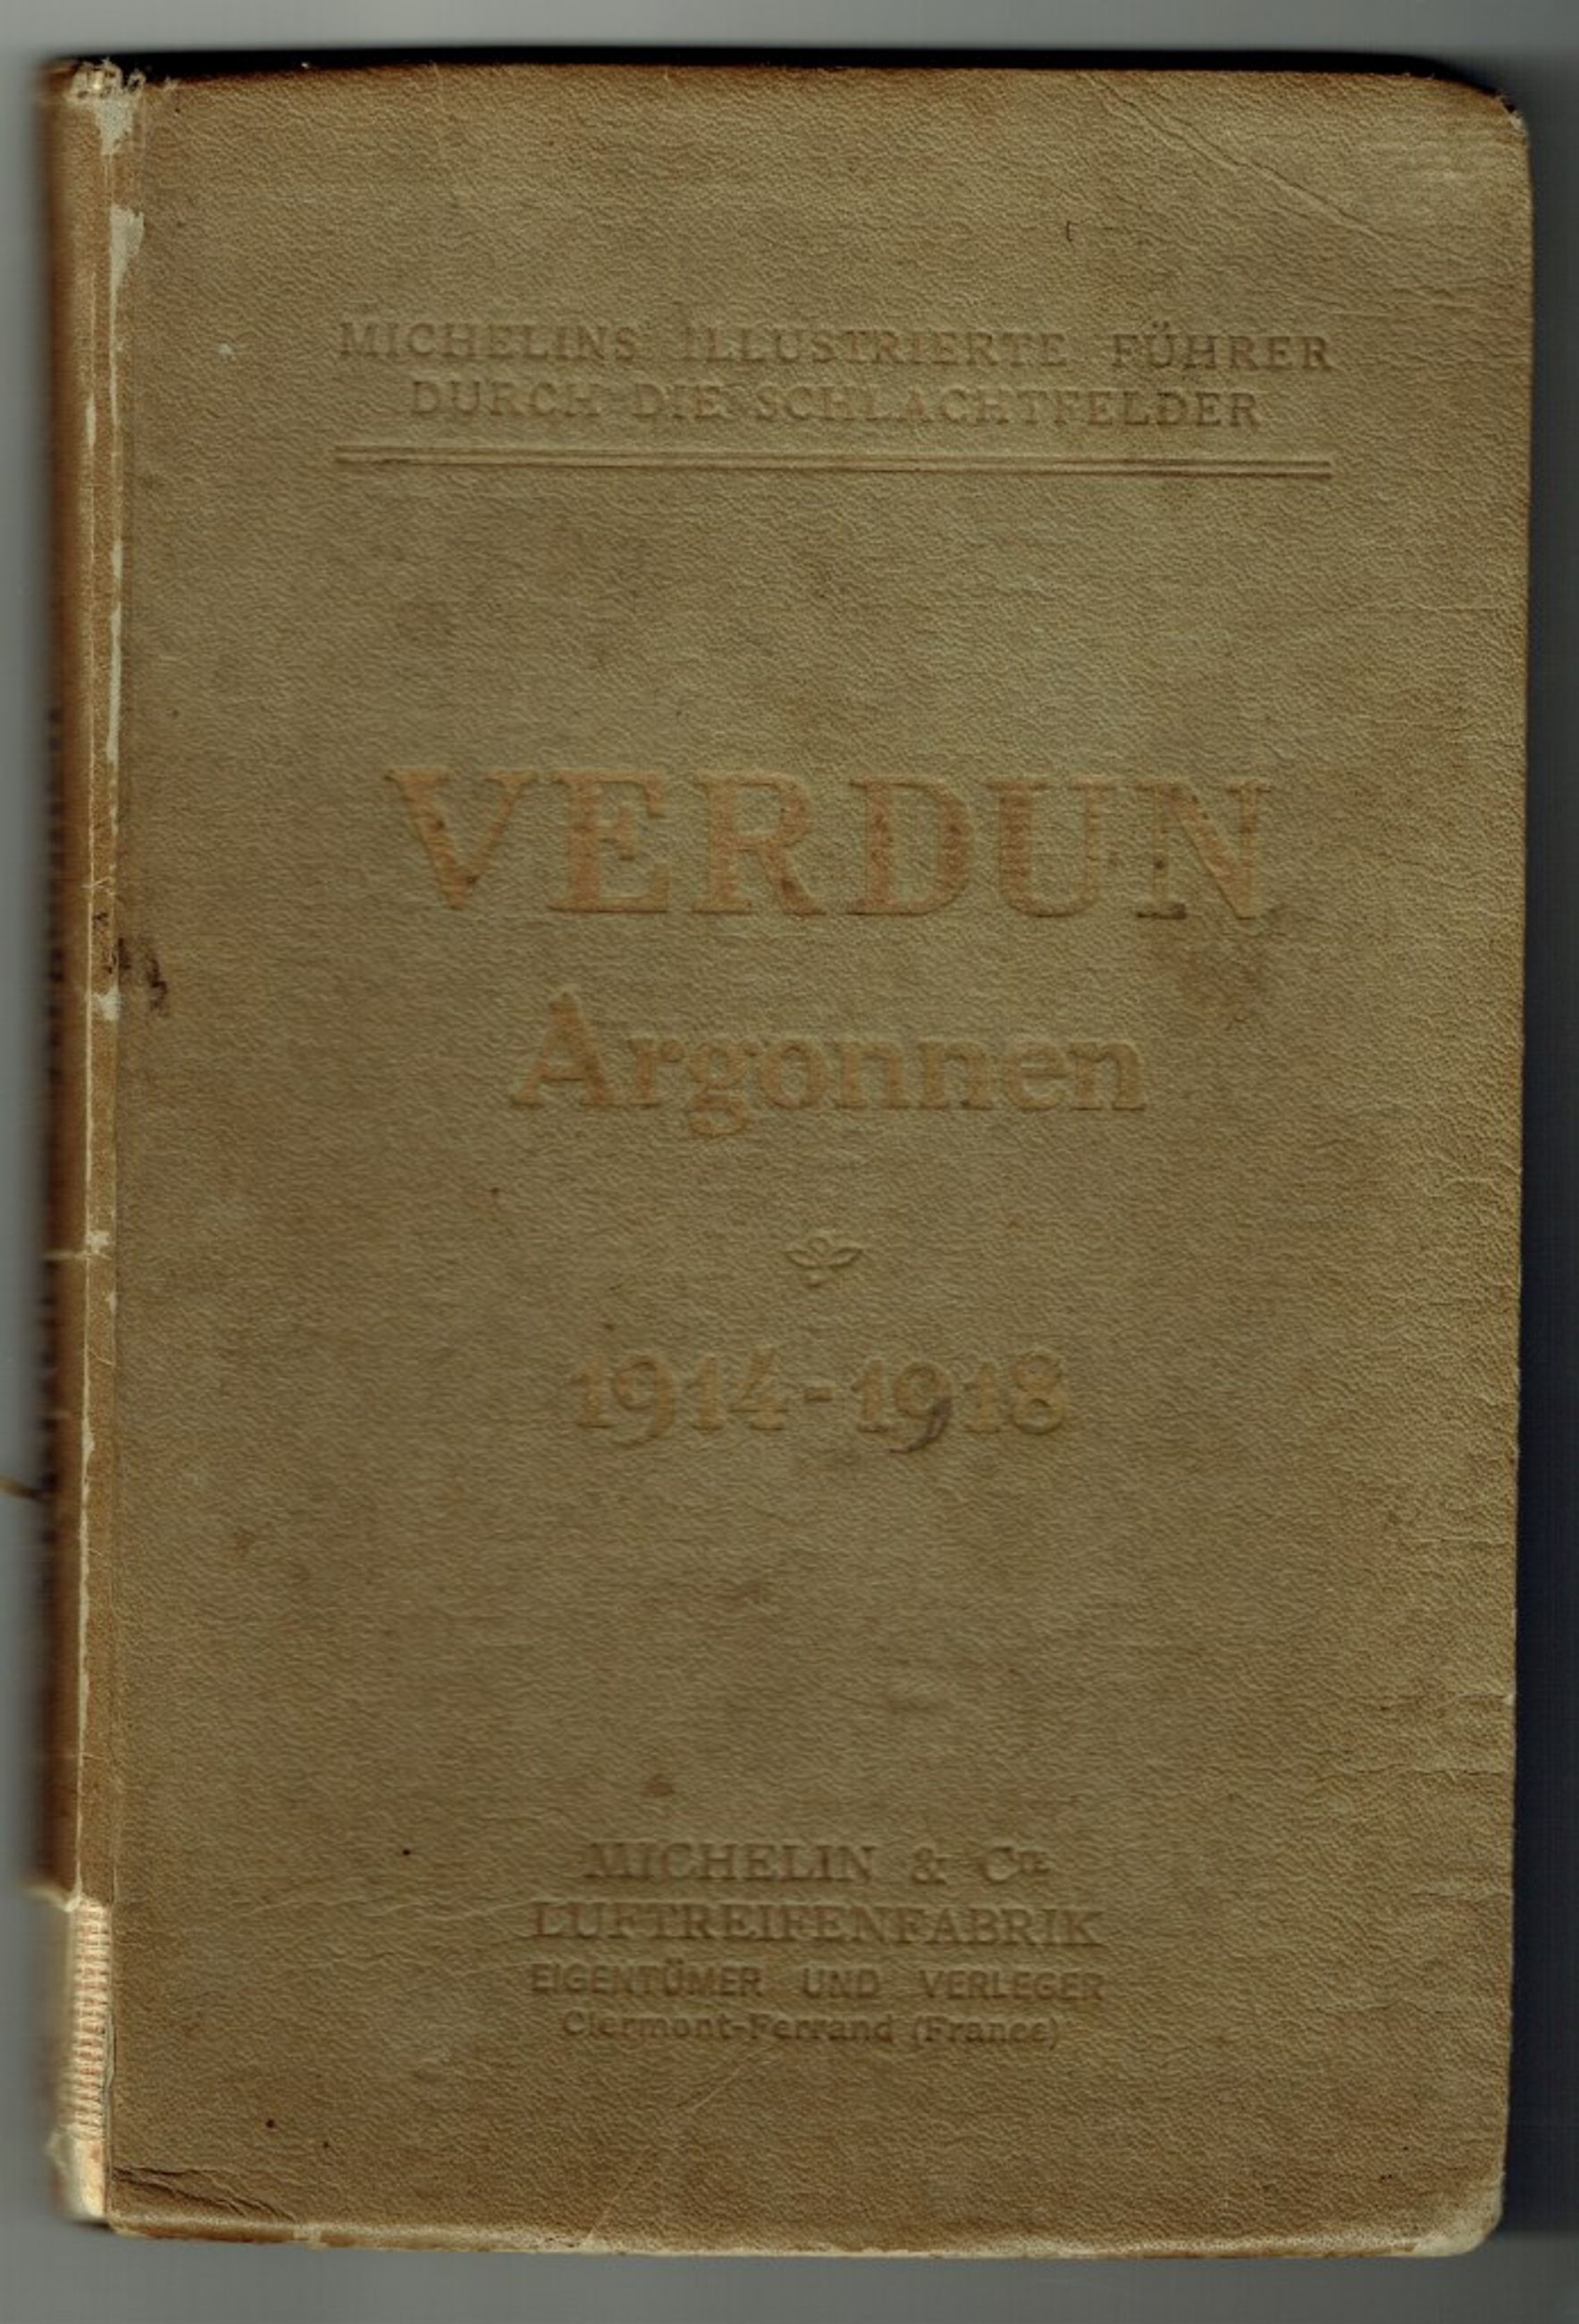 MICHELINS ILLUSTRIERTE FÜHRER
DURCH DIE SCHLACHTFELDER
VERDUN
Argonnen
1914-1918
MICHELIN & Cie
LUFTREIFENFABRIK
EIGENTÜMER UND VERLEGER
Clermont-Ferrand (France)